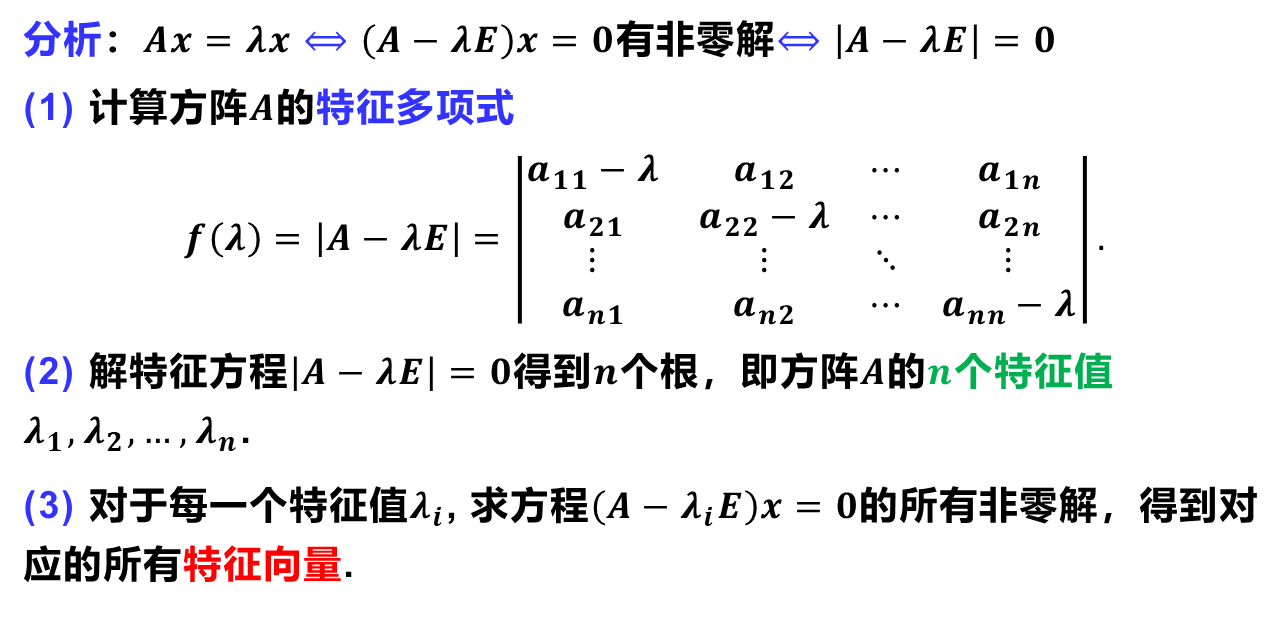 分析：Ax = λx ⟺ (A − λE)x = 0有非零解⟺ |A − λE| = 0
(1) 计算方阵A的特征多项式
f(λ) = |A − λE| = | a₁₁ − λ a₁₂ ⋯ a₁ₙ
a₂₁ a₂₂ − λ ⋯ a₂ₙ
⋮ ⋮ ⋱ ⋮
aₙ₁ aₙ₂ ⋯ aₙₙ − λ | .
(2) 解特征方程|A − λE| = 0得到n个根，即方阵A的n个特征值
λ₁, λ₂, … , λₙ.
(3) 对于每一个特征值λᵢ, 求方程(A − λᵢE)x = 0的所有非零解，得到对
应的所有特征向量.